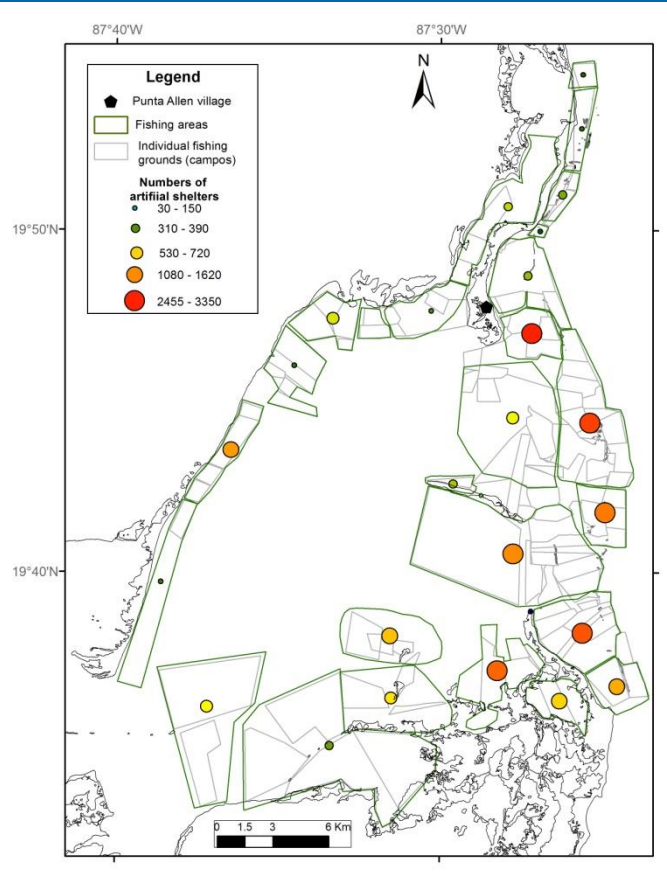 87°40'W 87°30'W
N
Legend
Punta Allen village
Fishing areas
Individual fishing
grounds (campos)
Numbers of
artifiial shelters
30 - 150
310 - 390
530 - 720
1080 - 1620
2455 - 3350
19°50'N
19°40'N
0 1.5 3 6 Km